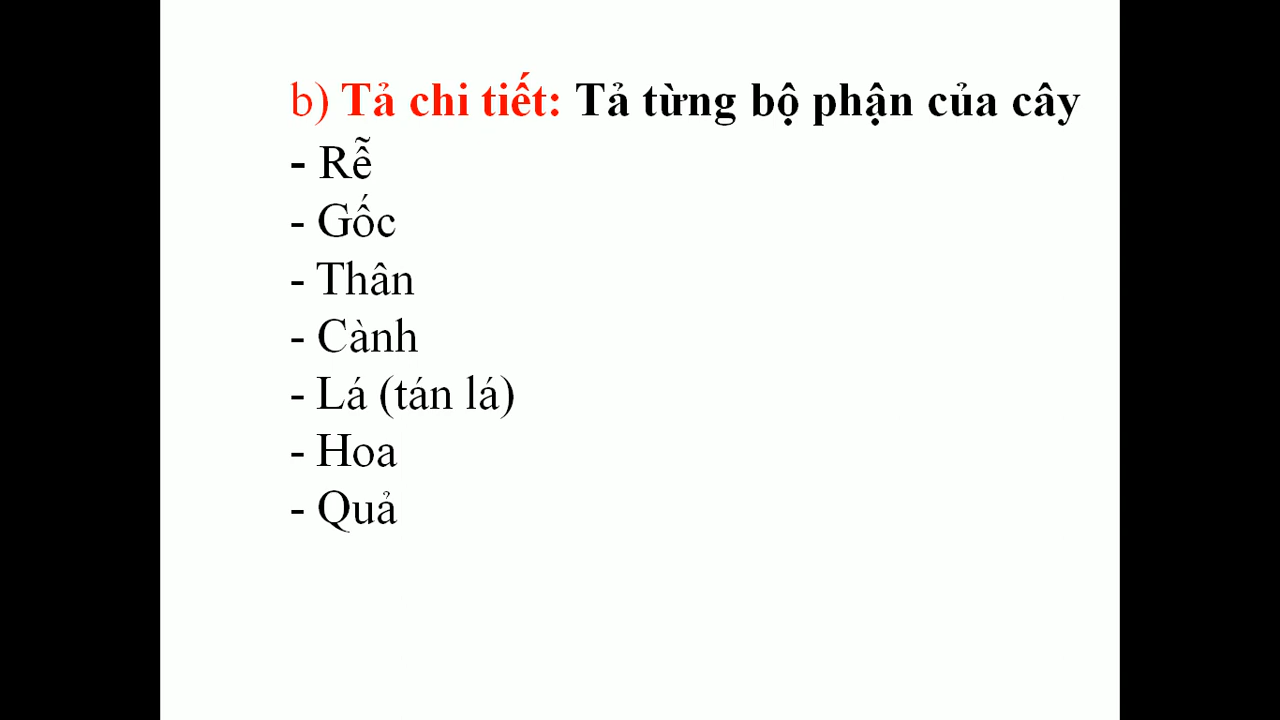 b) Tả chi tiết: Tả từng bộ phận của cây
- Rễ
- Gốc
- Thân
- Cành
- Lá (tán lá)
- Hoa
- Quả